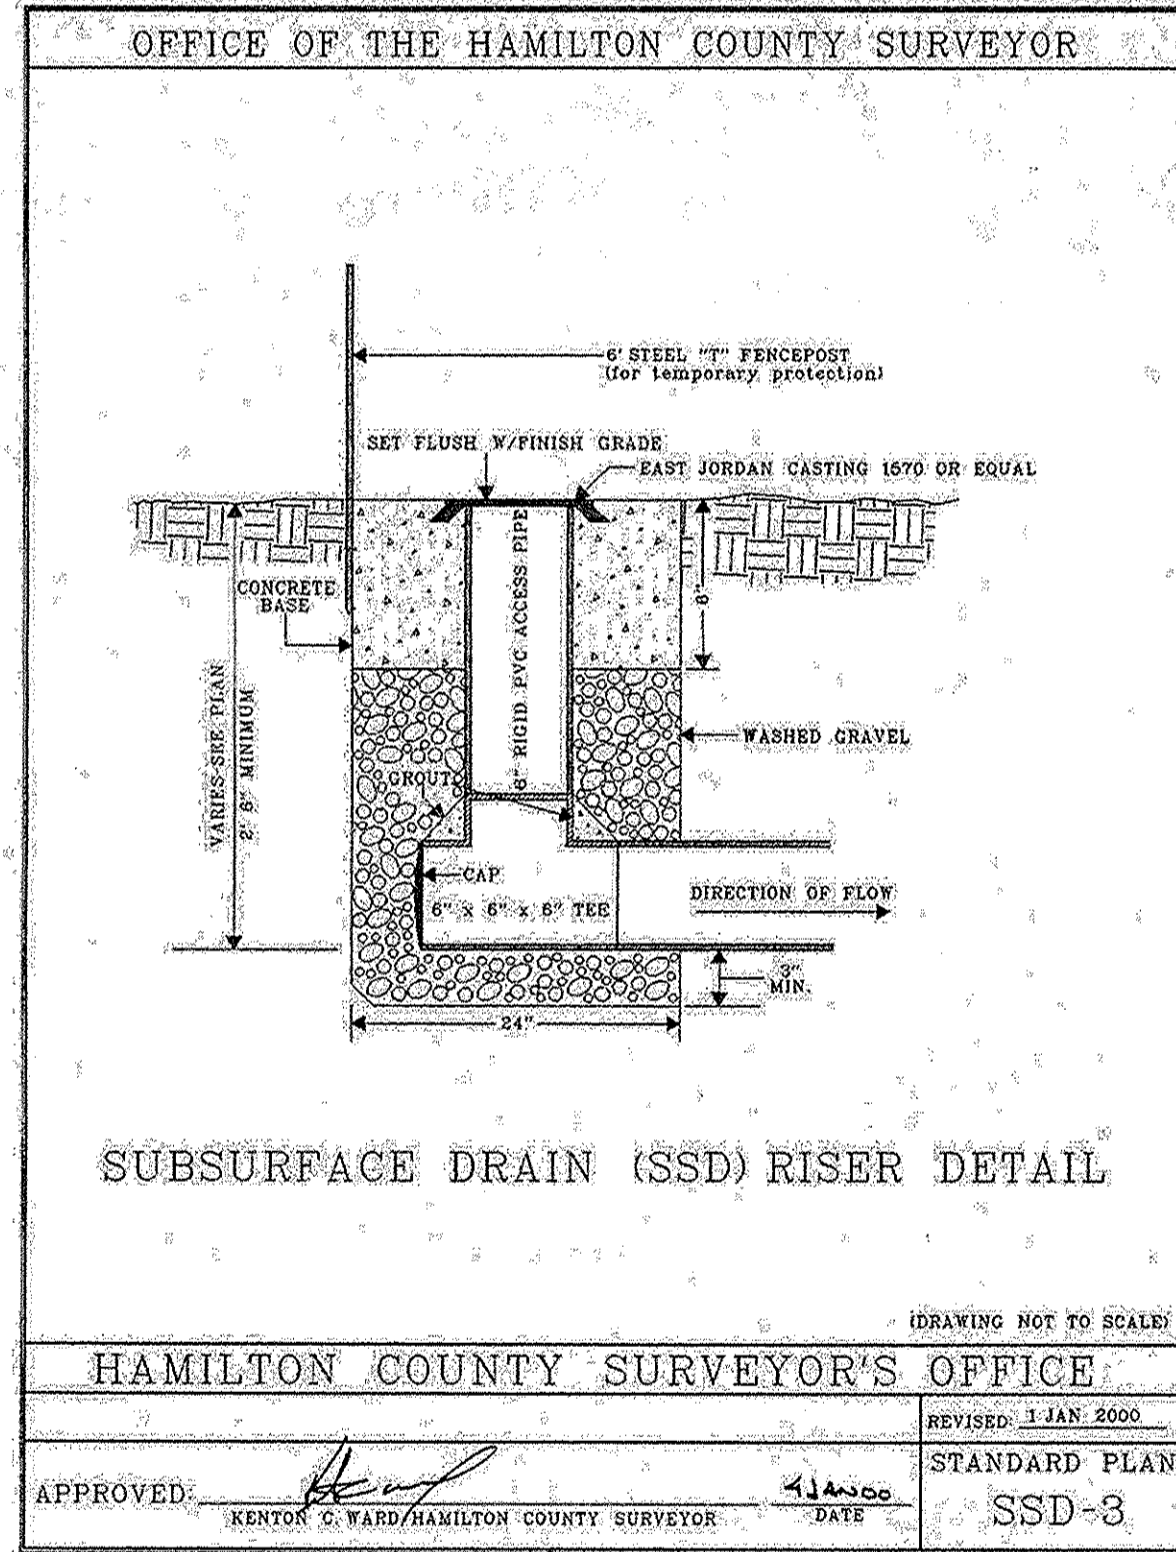 OFFICE OF THE HAMILTON COUNTY SURVEYOR
6' STEEL "T" FENCEPOST
(for temporary protection)
SET FLUSH W/FINISH GRADE
EAST JORDAN CASTING 1570 OR EQUAL
CONCRETE
BASE
6" RIGID PVC ACCESS PIPE
8"
VARIES-SEE PLAN
2' 6" MINIMUM
WASHED GRAVEL
GROUT
CAP
6" x 6" x 6" TEE
DIRECTION OF FLOW
3"
MIN.
24"
SUBSURFACE DRAIN (SSD) RISER DETAIL
(DRAWING NOT TO SCALE)
HAMILTON COUNTY SURVEYOR'S OFFICE
REVISED: 1 JAN 2000
APPROVED:
4 JAN 00
KENTON C. WARD/HAMILTON COUNTY SURVEYOR
DATE
STANDARD PLAN
SSD-3